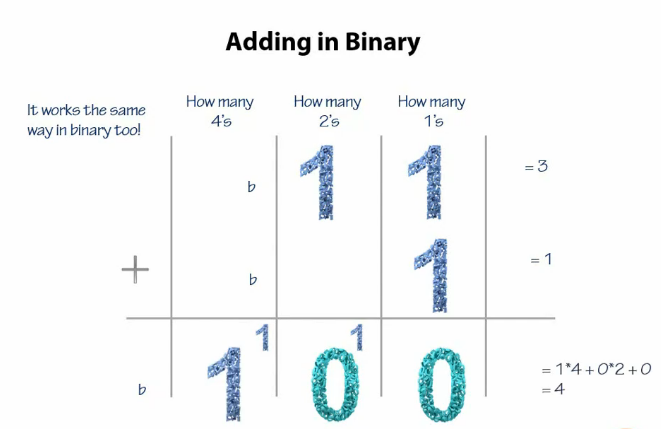 Adding in Binary
It works the same
way in binary too!
How many
4's
How many
2's
How many
1's
b 1 1 = 3
+ b 1 = 1
1 1
b 1 0 0 = 1*4 + 0*2 + 0
= 4